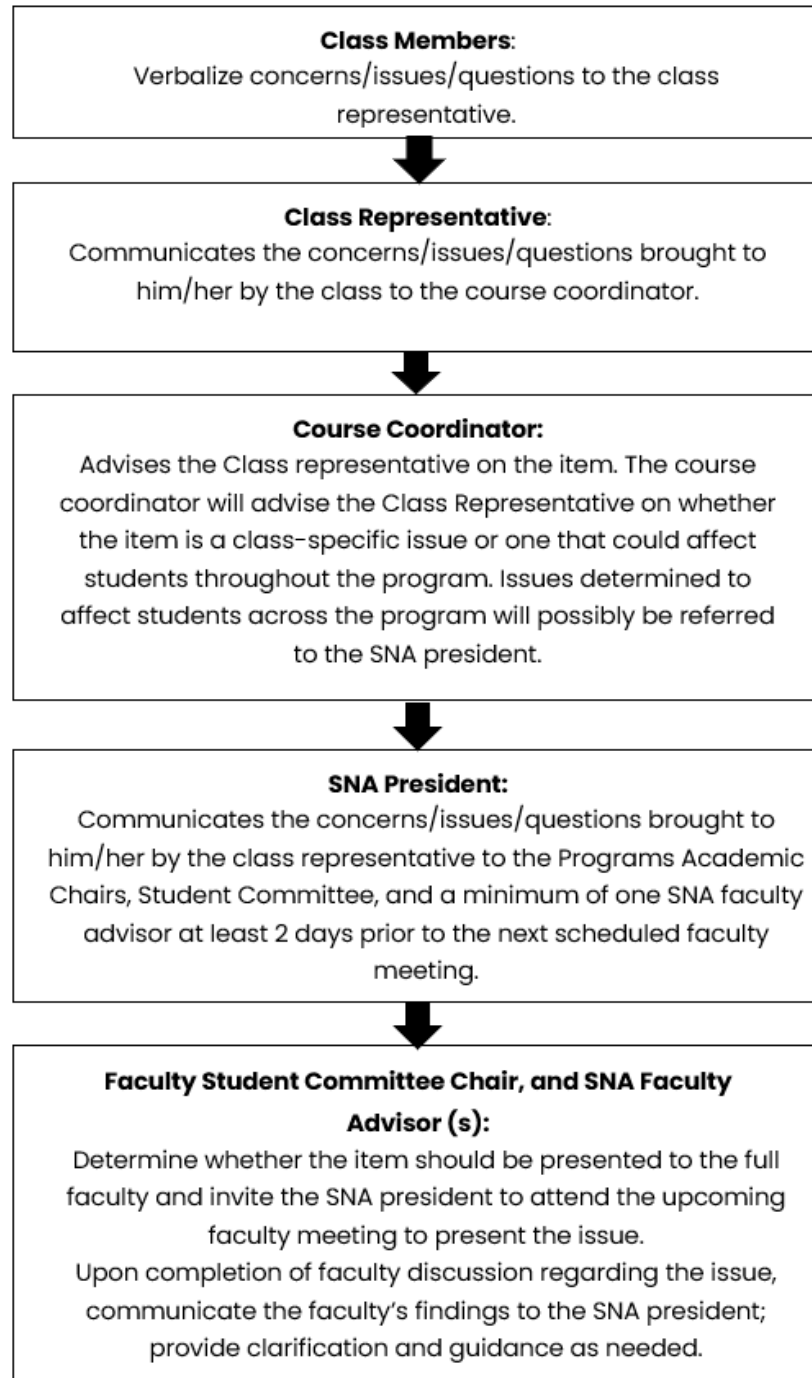 Class Members:
Verbalize concerns/issues/questions to the class
representative.
Class Representative:
Communicates the concerns/issues/questions brought to
him/her by the class to the course coordinator.
Course Coordinator:
Advises the Class representative on the item. The course
coordinator will advise the Class Representative on whether
the item is a class-specific issue or one that could affect
students throughout the program. Issues determined to
affect students across the program will possibly be referred
to the SNA president.
SNA President:
Communicates the concerns/issues/questions brought to
him/her by the class representative to the Programs Academic
Chairs, Student Committee, and a minimum of one SNA faculty
advisor at least 2 days prior to the next scheduled faculty
meeting.
Faculty Student Committee Chair, and SNA Faculty
Advisor (s):
Determine whether the item should be presented to the full
faculty and invite the SNA president to attend the upcoming
faculty meeting to present the issue.
Upon completion of faculty discussion regarding the issue,
communicate the faculty’s findings to the SNA president;
provide clarification and guidance as needed.